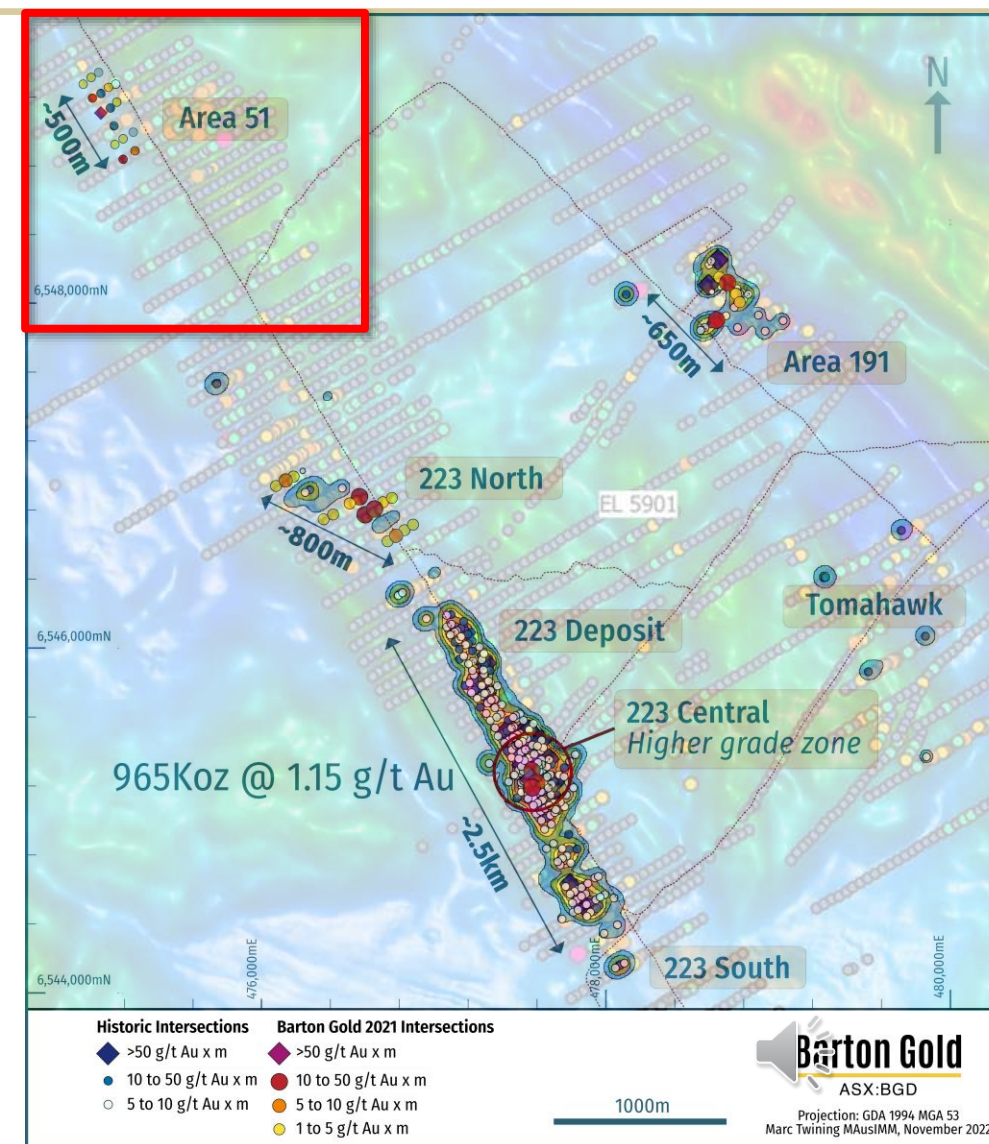 N
Area 51
~500m
6,548,000mN
~650m
Area 191
223 North
EL 5901
~800m
Tomahawk
6,546,000mN
223 Deposit
223 Central
Higher grade zone
965Koz @ 1.15 g/t Au
~2.5km
476,000mE
478,000mE
480,000mE
6,544,000mN
223 South
Historic Intersections
>50 g/t Au x m
10 to 50 g/t Au x m
5 to 10 g/t Au x m
Barton Gold 2021 Intersections
>50 g/t Au x m
10 to 50 g/t Au x m
5 to 10 g/t Au x m
1 to 5 g/t Au x m
1000m
Barton Gold
ASX:BGD
Projection: GDA 1994 MGA 53
Marc Twining MAusIMM, November 2022